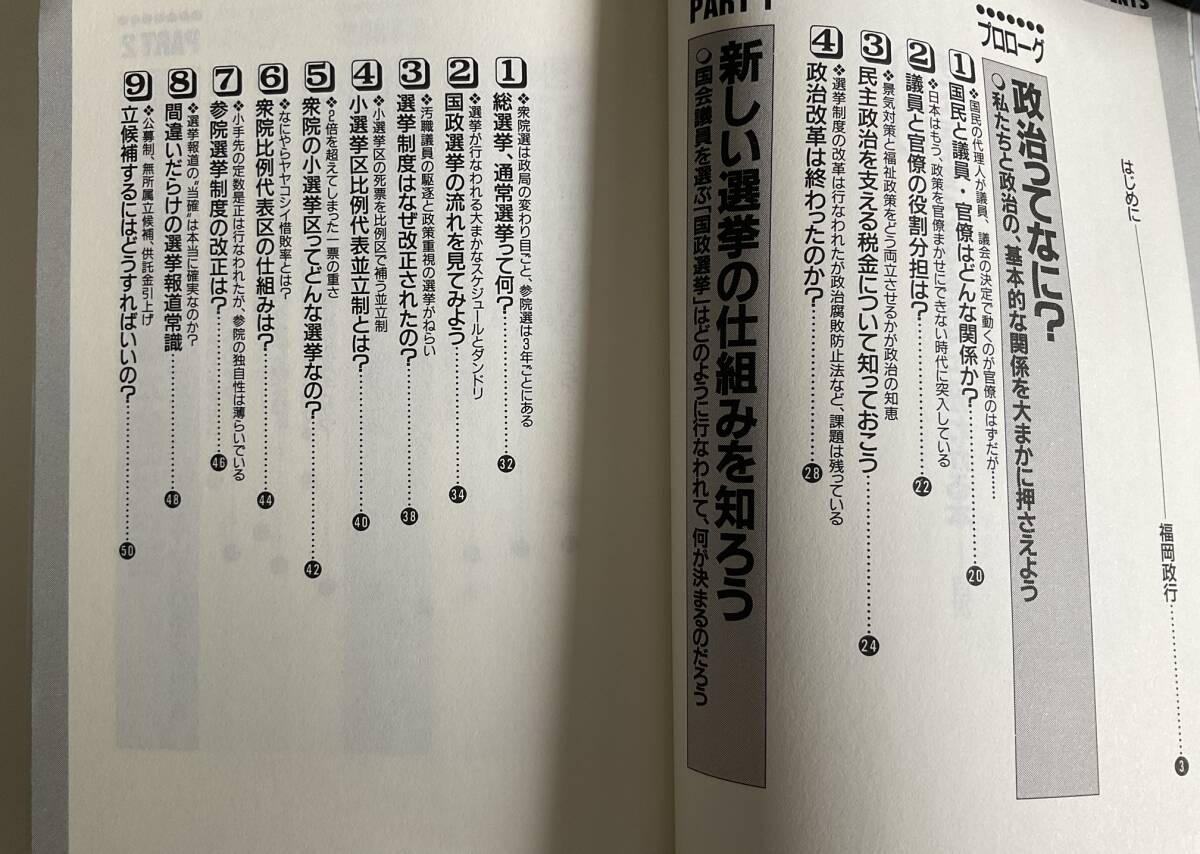 ENTS
はじめに
福岡政行
3
プロローグ
政治ってなに?
○私たちと政治の、基本的な関係を大まかに押さえよう
1 国民と議員・官僚はどんな関係か? 20
❖国民の代理人が議員、議会の決定で動くのが官僚のはずだが……
2 議員と官僚の役割分担は? 22
❖日本はもう、政策を官僚まかせにできない時代に突入している
3 民主政治を支える税金について知っておこう 24
❖景気対策と福祉政策をどう両立させるかが政治の知恵
4 政治改革は終わったのか? 28
❖選挙制度の改革は行なわれたが政治腐敗防止法など、課題は残っている
PART 1
新しい選挙の仕組みを知ろう
○国会議員を選ぶ「国政選挙」はどのように行なわれて、何が決まるのだろう
1 総選挙、通常選挙って何? 32
❖衆院選は政局の変わり目ごと、参院選は3年ごとにある
2 国政選挙の流れを見てみよう 34
❖選挙が行なわれる大まかなスケジュールとダンドリ
3 選挙制度はなぜ改正されたの? 38
❖汚職議員の駆逐と政策重視の選挙がねらい
4 小選挙区比例代表並立制とは? 40
❖小選挙区の死票を比例区で補う並立制
5 衆院の小選挙区ってどんな選挙なの? 42
❖2倍を超えてしまった一票の重さ
6 衆院比例代表区の仕組みは? 44
❖なにやらヤヤコシイ惜敗率とは?
7 参院選挙制度の改正は? 46
❖小手先の定数是正は行なわれたが、参院の独自性は薄らいでいる
8 間違いだらけの選挙報道常識 48
❖選挙報道の"当確"は本当に確実なのか?
9 立候補するにはどうすればいいの? 50
❖公募制、無所属立候補、供託金引上げ
PART 2